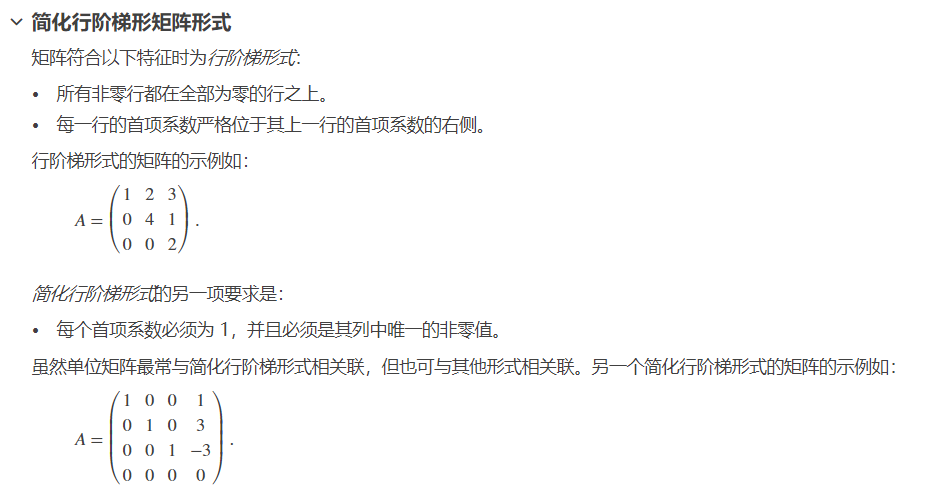 简化行阶梯形矩阵形式
矩阵符合以下特征时为行阶梯形式:
• 所有非零行都在全部为零的行之上。
• 每一行的首项系数严格位于其上一行的首项系数的右侧。
行阶梯形式的矩阵的示例如:
1 2 3
A = 0 4 1 .
0 0 2
简化行阶梯形式的另一项要求是:
• 每个首项系数必须为 1，并且必须是其列中唯一的非零值。
虽然单位矩阵最常与简化行阶梯形式相关联，但也可与其他形式相关联。另一个简化行阶梯形式的矩阵的示例如:
1 0 0 1
0 1 0 3
A = .
0 0 1 −3
0 0 0 0